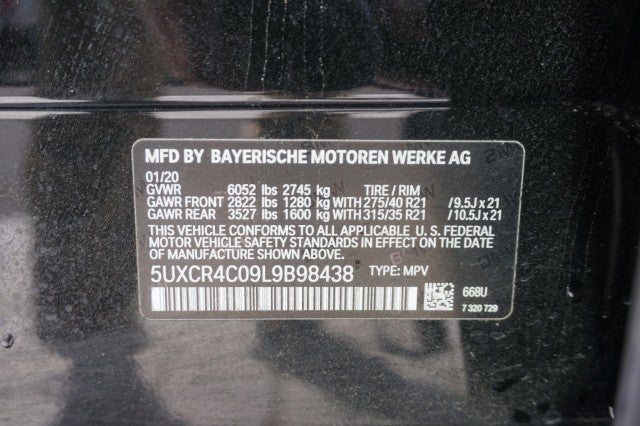 MFD BY BAYERISCHE MOTOREN WERKE AG
01/20
GVWR 6052 lbs 2745 kg TIRE / RIM
GAWR FRONT 2822 lbs 1280 kg WITH 275/40 R21 /9.5J x 21
GAWR REAR 3527 lbs 1600 kg WITH 315/35 R21 /10.5J x 21
THIS VEHICLE CONFORMS TO ALL APPLICABLE U. S. FEDERAL
MOTOR VEHICLE SAFETY STANDARDS IN EFFECT ON THE DATE OF
MANUFACTURE SHOWN ABOVE.
5UXCR4C09L9B98438 TYPE: MPV
668U
7 320 729